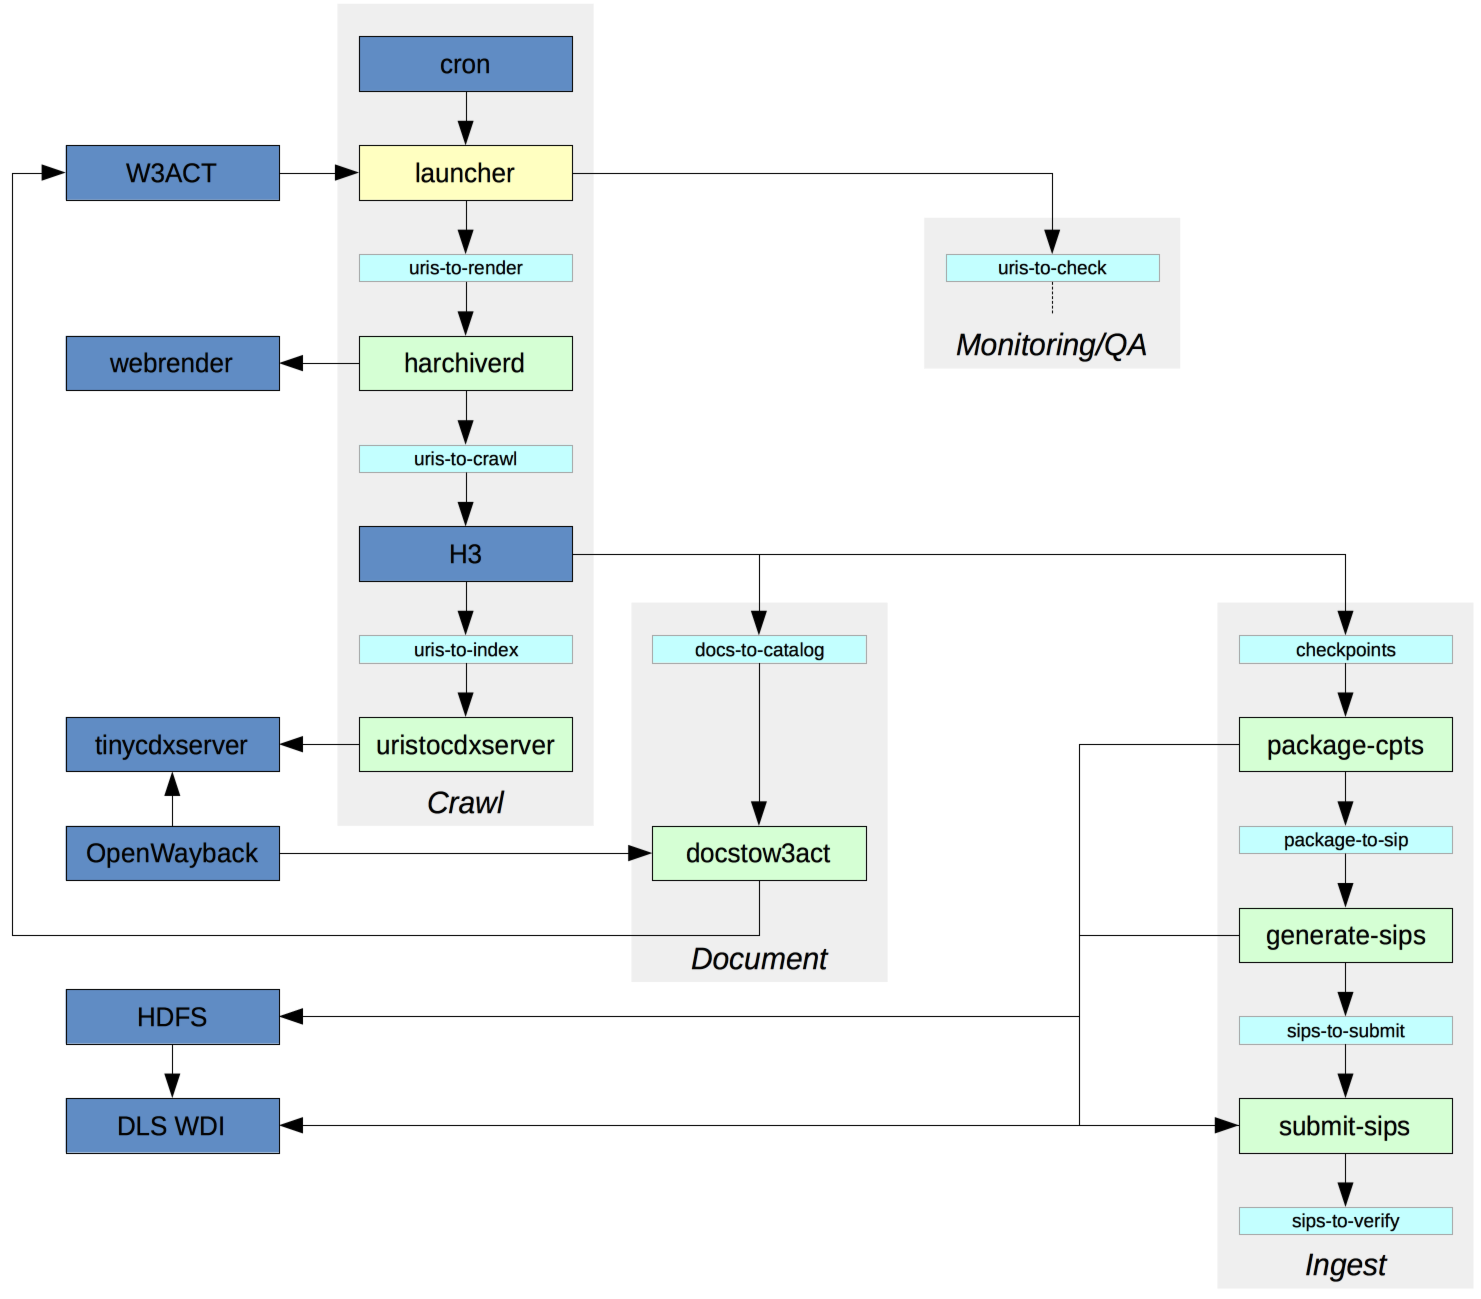 cron
W3ACT
launcher
uris-to-render
uris-to-check
Monitoring/QA
webrender
harchiverd
uris-to-crawl
H3
uris-to-index
docs-to-catalog
checkpoints
tinycdxserver
uristocdxserver
package-cpts
Crawl
OpenWayback
docstow3act
package-to-sip
generate-sips
Document
HDFS
sips-to-submit
DLS WDI
submit-sips
sips-to-verify
Ingest